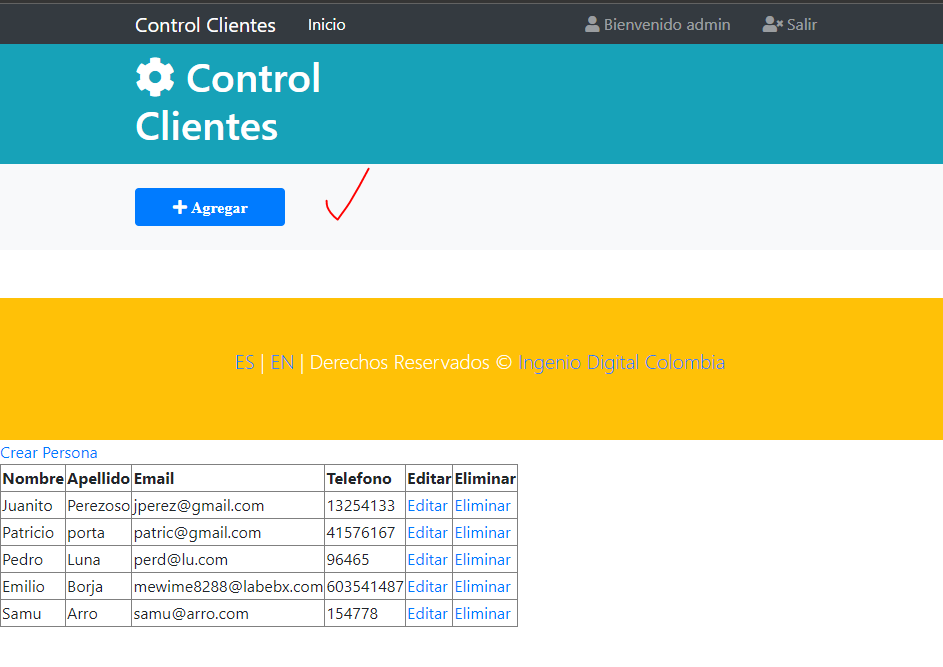 Control Clientes Inicio Bienvenido admin Salir
Control
Clientes
Agregar
ES | EN | Derechos Reservados © Ingenio Digital Colombia
Crear Persona
Nombre Apellido Email Telefono Editar Eliminar
Juanito Perezoso jperez@gmail.com 13254133 Editar Eliminar
Patricio porta patric@gmail.com 41576167 Editar Eliminar
Pedro Luna perd@lu.com 96465 Editar Eliminar
Emilio Borja mewime8288@labebx.com 603541487 Editar Eliminar
Samu Arro samu@arro.com 154778 Editar Eliminar